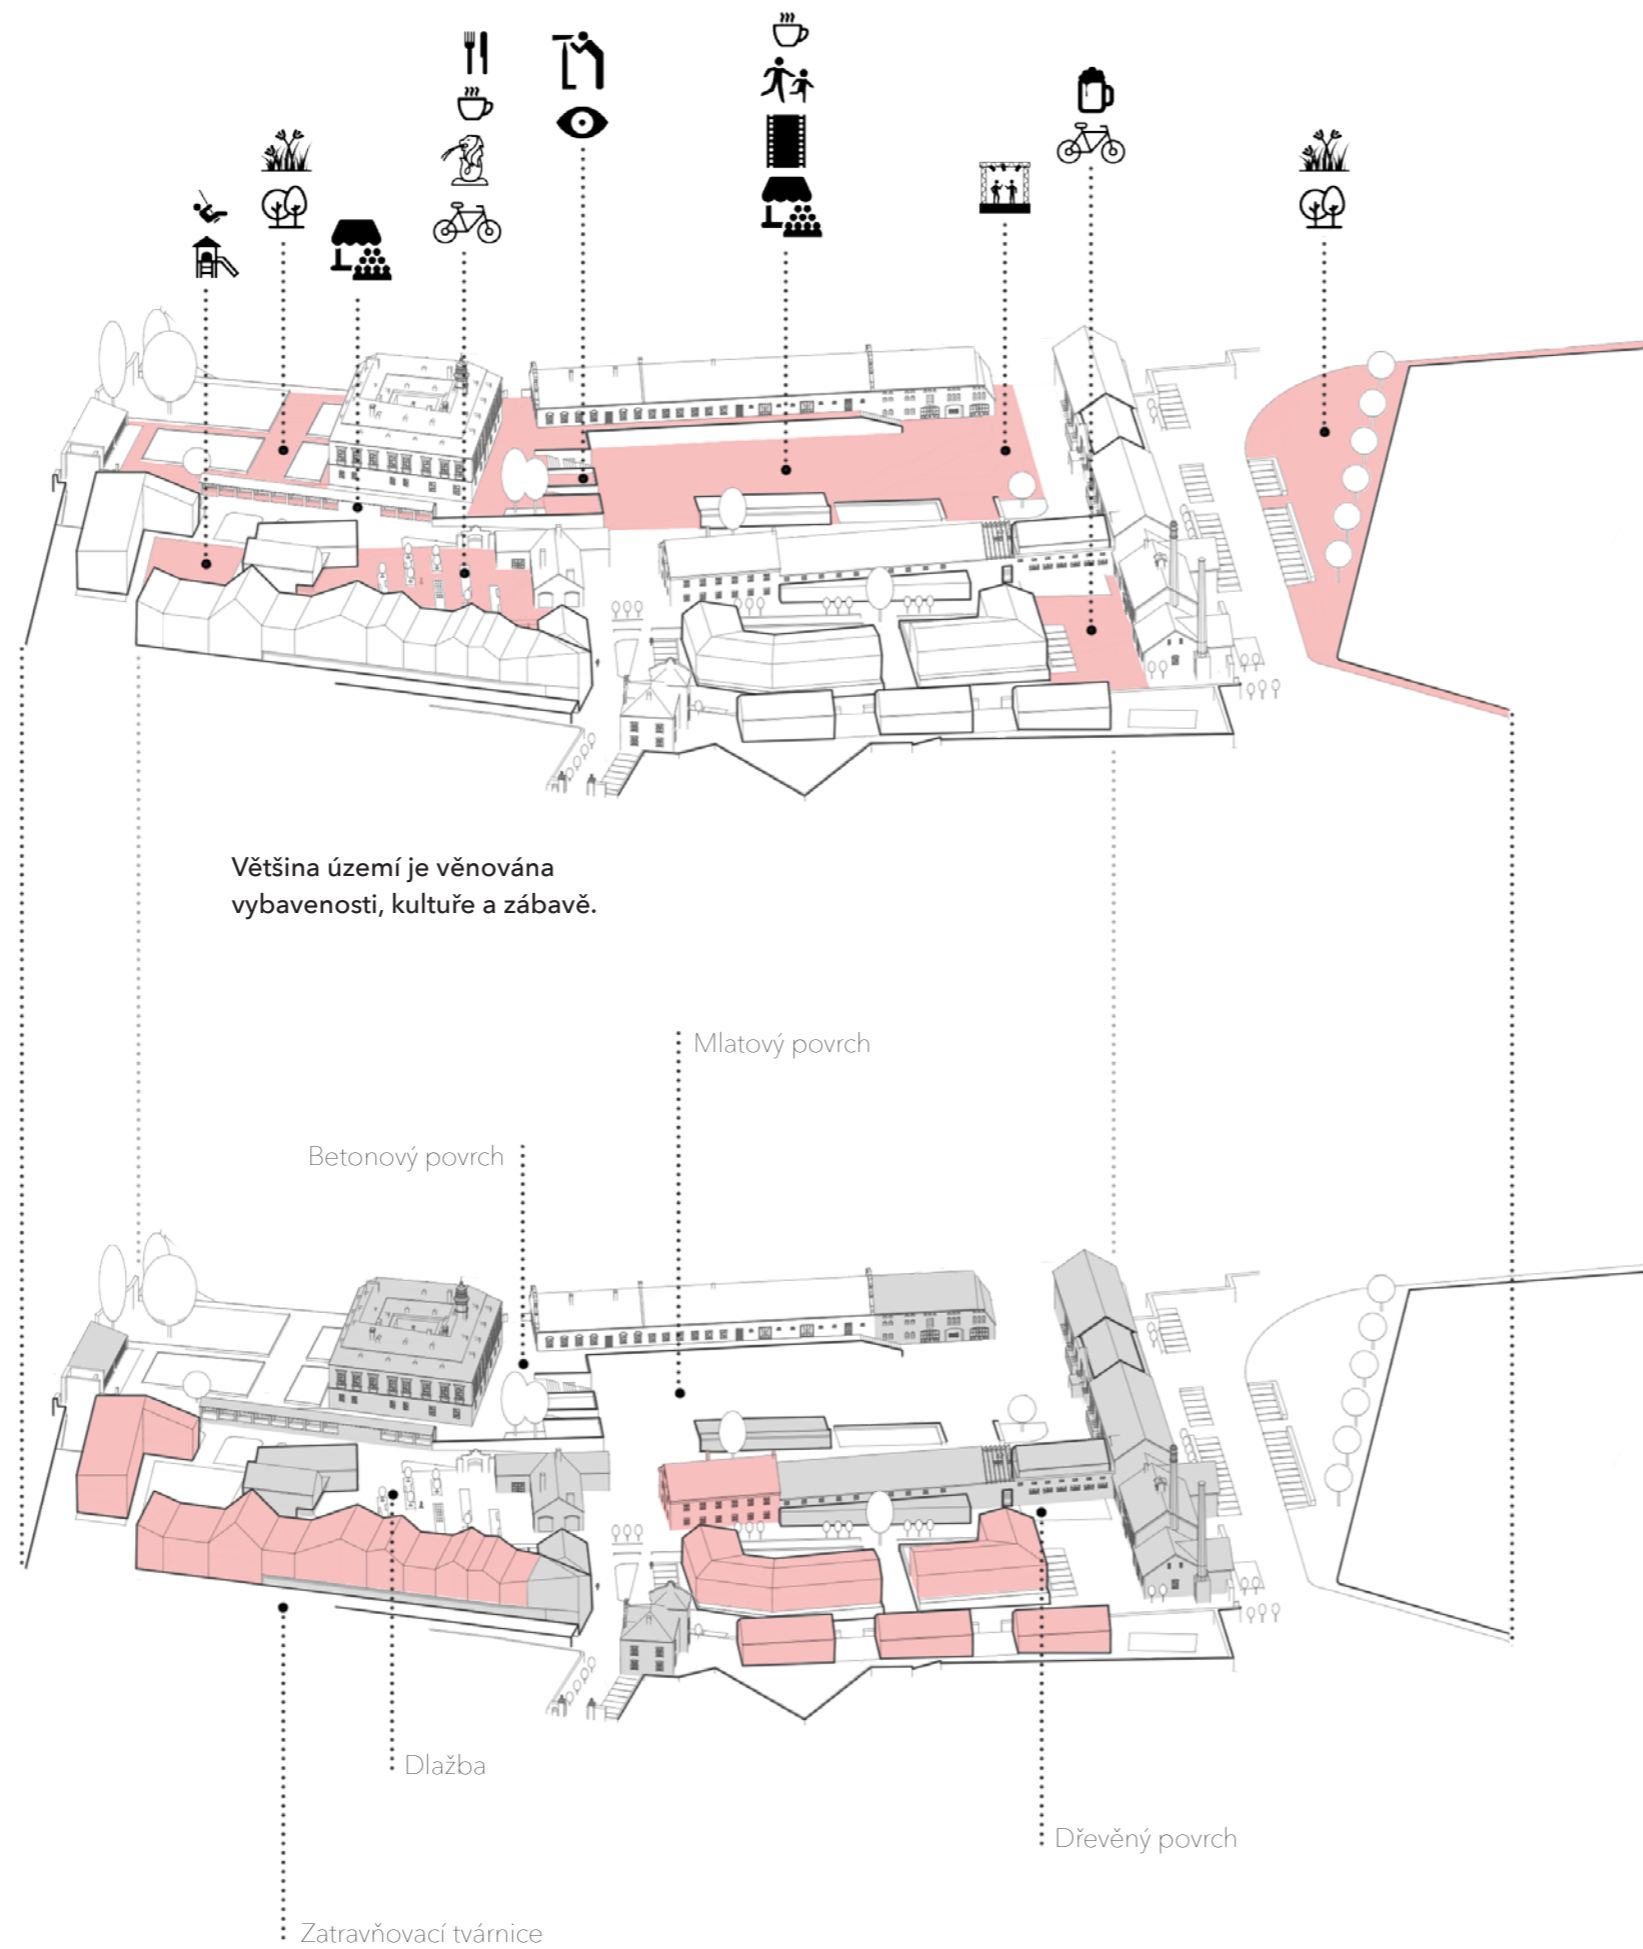 Většina území je věnována
vybavenosti, kultuře a zábavě.
Mlatový povrch
Betonový povrch
Dlažba
Dřevěný povrch
Zatravňovací tvárnice